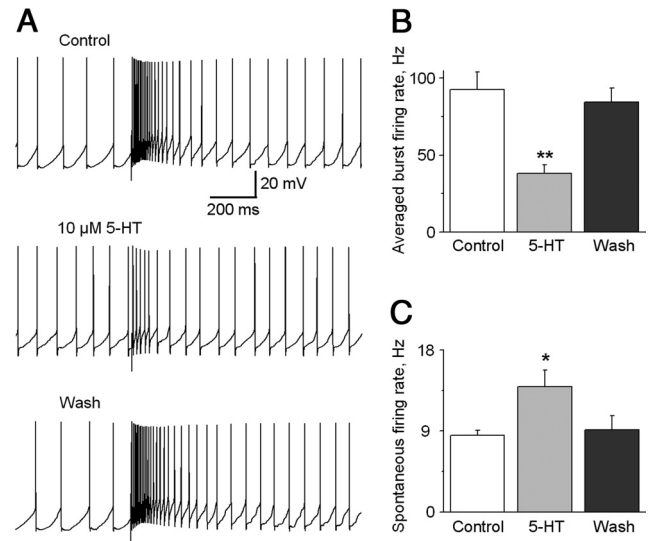 A
Control
20 mV
200 ms
10 µM 5-HT
Wash
B
Averaged burst firing rate, Hz
100
50
0
**
Control 5-HT Wash
C
Spontaneous firing rate, Hz
18
9
0
*
Control 5-HT Wash